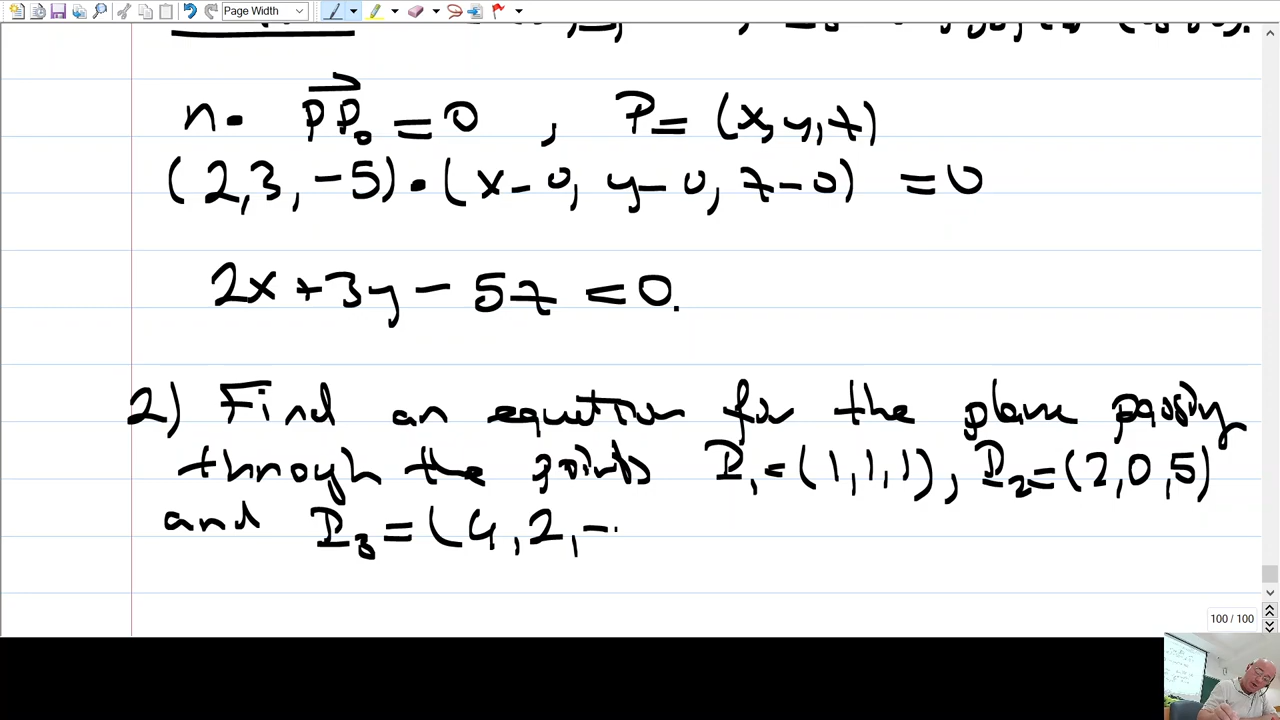 Page Width
n · PP₀ = 0 , P = (x, y, z)
(2, 3, -5) · (x - 0, y - 0, z - 0) = 0
2x + 3y - 5z = 0.
2) Find an equation for the plane passing
through the points P₁ = (1, 1, 1), P₂ = (2, 0, 5)
and P₃ = (4, 2, -
100 / 100